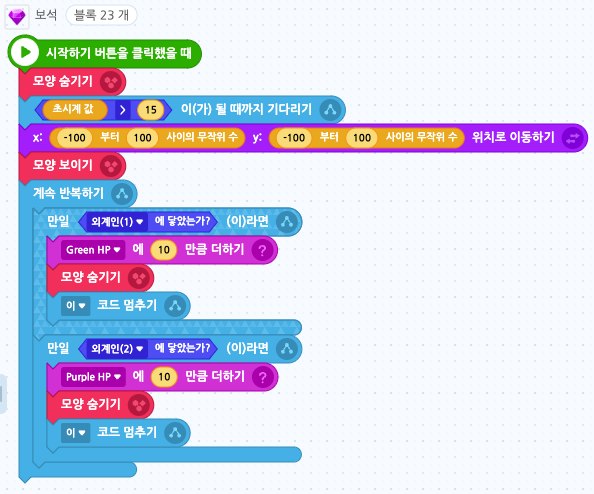 보석 블록 23 개
시작하기 버튼을 클릭했을 때
모양 숨기기
초시계 값 > 15 이(가) 될 때까지 기다리기
x: -100 부터 100 사이의 무작위 수 y: -100 부터 100 사이의 무작위 수 위치로 이동하기
모양 보이기
계속 반복하기
만일 외계인(1) 에 닿았는가? (이)라면
Green HP 에 10 만큼 더하기 ?
모양 숨기기
이 코드 멈추기
만일 외계인(2) 에 닿았는가? (이)라면
Purple HP 에 10 만큼 더하기 ?
모양 숨기기
이 코드 멈추기